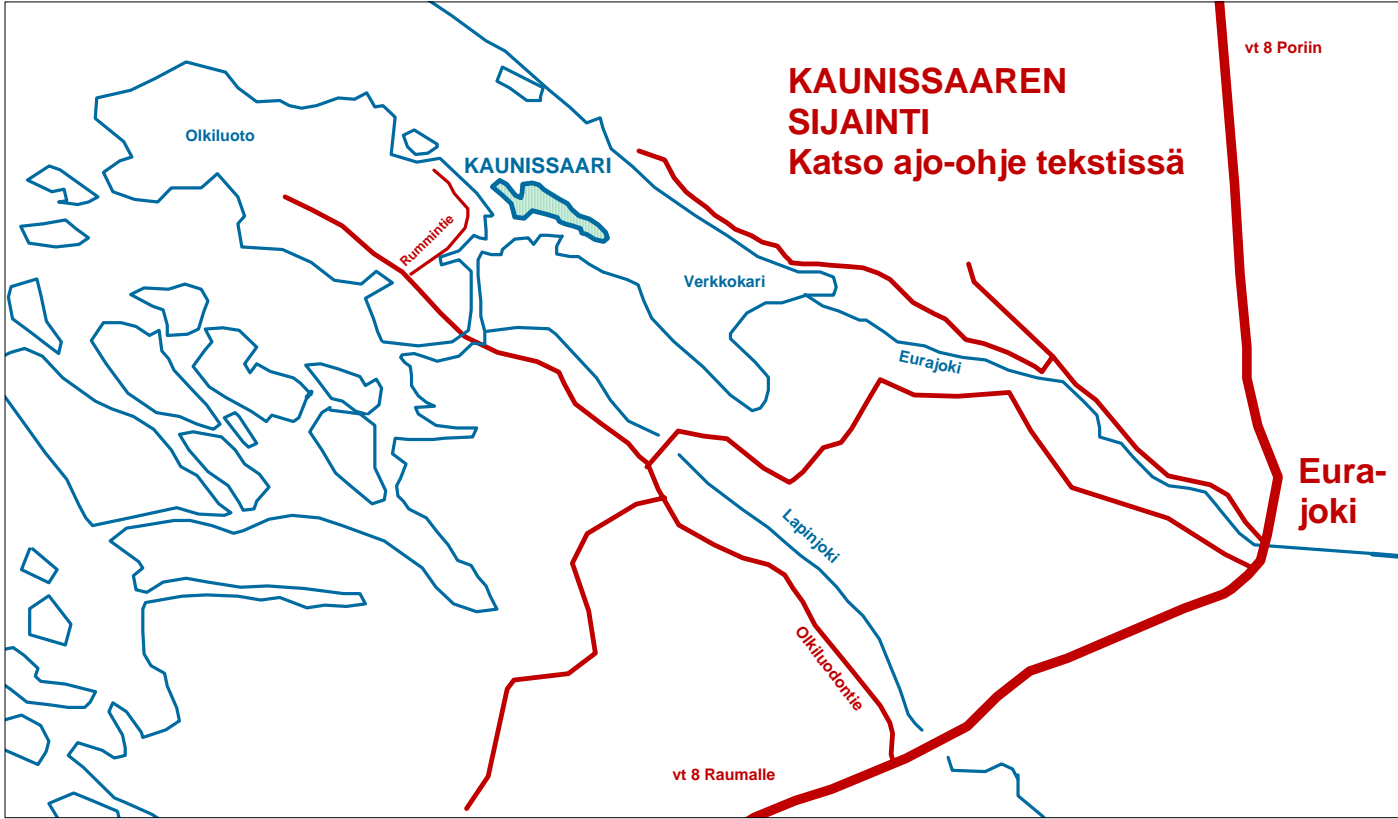 vt 8 Poriin
KAUNISSAAREN
SIJAINTI
Katso ajo-ohje tekstissä
Olkiluoto
KAUNISSAARI
Rummintie
Verkkokari
Eurajoki
Eura-
joki
Lapinjoki
Olkiluodontie
vt 8 Raumalle